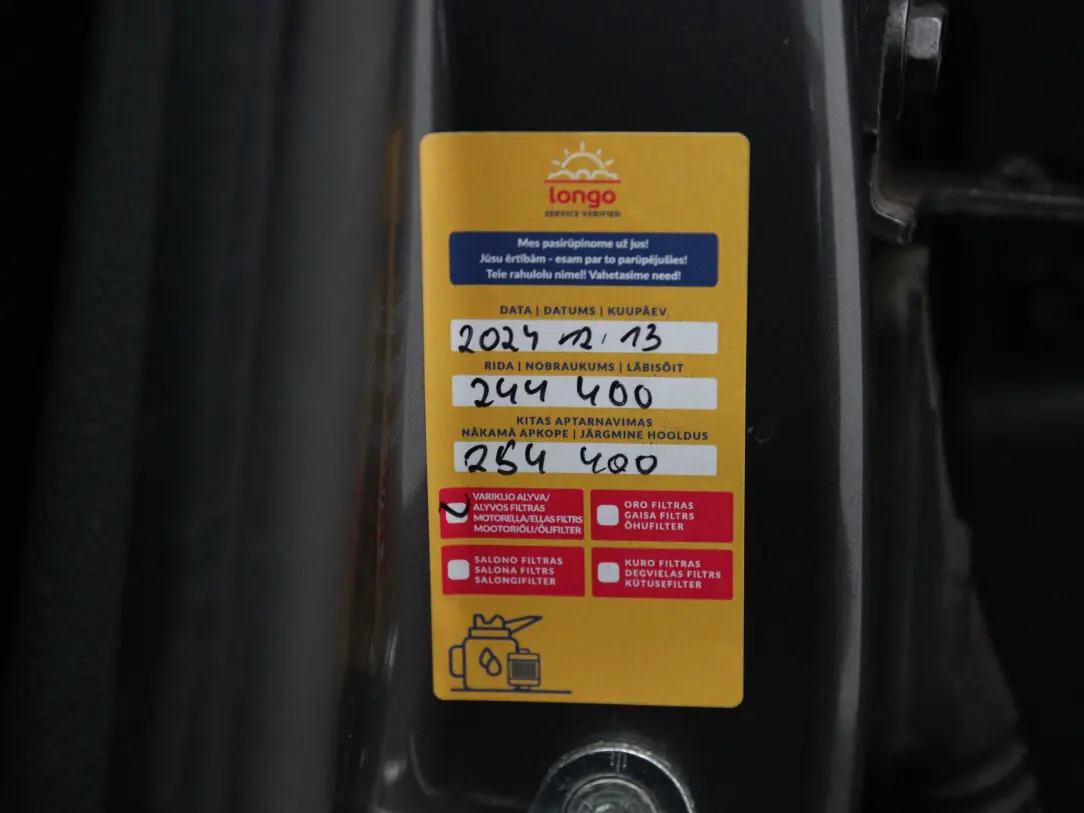 longo
SERVICE VERIFIED
Mes pasirūpinome už jus!
Jūsu ērtībām - esam par to parūpējušies!
Teie rahulolu nimel! Vahetasime need!
DATA | DATUMS | KUUPÄEV
2024 12. 13
RIDA | NOBRAUKUMS | LÄBISÕIT
244 400
KITAS APTARNAVIMAS
NĀKAMĀ APKOPE | JÄRGMINE HOOLDUS
254 400
VARIKLIO ALYVA/
ALYVOS FILTRAS
MOTOREĻĻA/EĻĻAS FILTRS
MOOTORIÕLI/ÕLIFILTER
ORO FILTRAS
GAISA FILTRS
ÕHUFILTER
SALONO FILTRAS
SALONA FILTRS
SALONGIFILTER
KURO FILTRAS
DEGVIELAS FILTRS
KÜTUSEFILTER